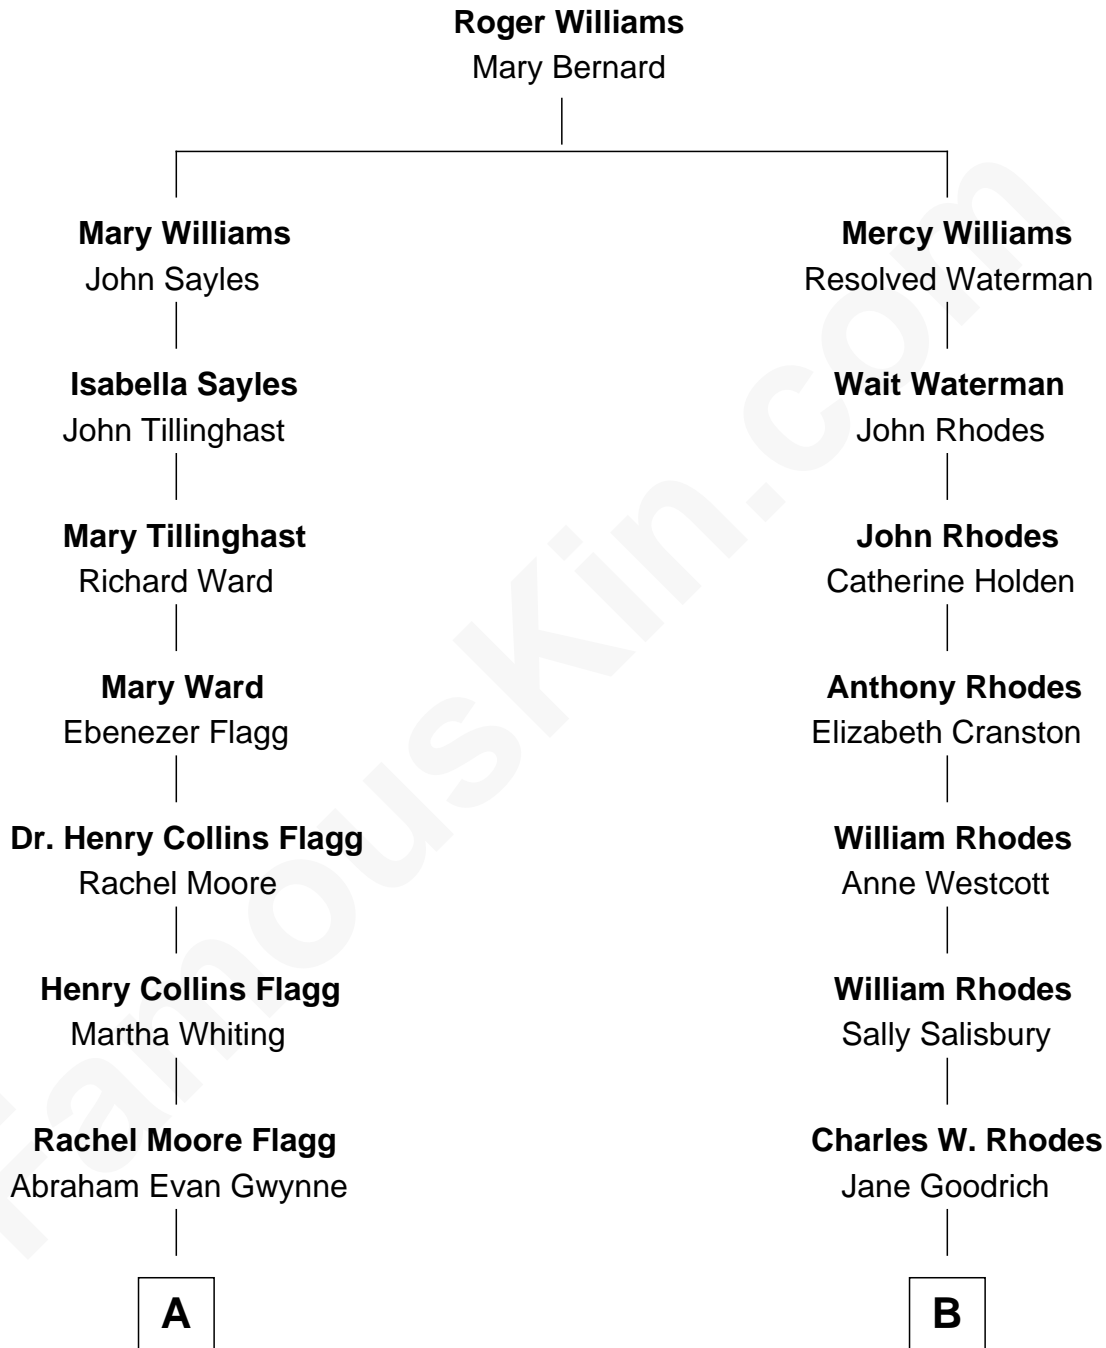 Roger Williams
Mary Bernard
Mary Williams
John Sayles
Mercy Williams
Resolved Waterman
Isabella Sayles
John Tillinghast
Wait Waterman
John Rhodes
Mary Tillinghast
Richard Ward
John Rhodes
Catherine Holden
Mary Ward
Ebenezer Flagg
Anthony Rhodes
Elizabeth Cranston
Dr. Henry Collins Flagg
Rachel Moore
William Rhodes
Anne Westcott
Henry Collins Flagg
Martha Whiting
William Rhodes
Sally Salisbury
Rachel Moore Flagg
Abraham Evan Gwynne
Charles W. Rhodes
Jane Goodrich
A
B
FamousKin.com